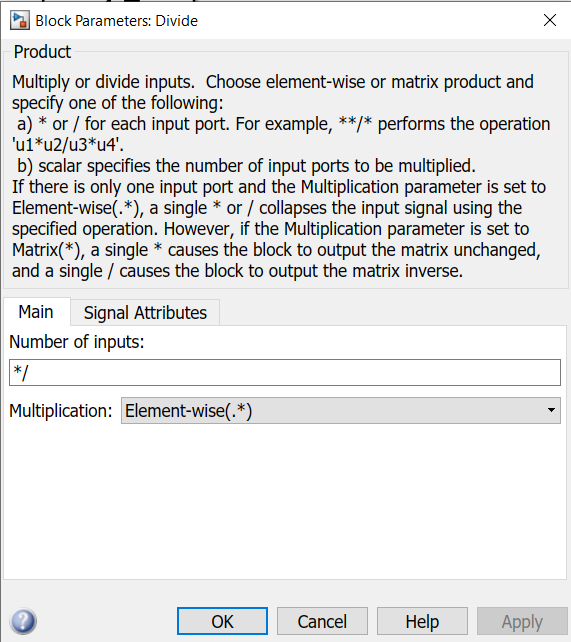 Block Parameters: Divide
Product
Multiply or divide inputs.  Choose element-wise or matrix product and
specify one of the following:
a) * or / for each input port. For example, **/* performs the operation
'u1*u2/u3*u4'.
b) scalar specifies the number of input ports to be multiplied.
If there is only one input port and the Multiplication parameter is set to
Element-wise(.*), a single * or / collapses the input signal using the
specified operation. However, if the Multiplication parameter is set to
Matrix(*), a single * causes the block to output the matrix unchanged,
and a single / causes the block to output the matrix inverse.
Main Signal Attributes
Number of inputs:
*/
Multiplication: Element-wise(.*)
? OK Cancel Help Apply